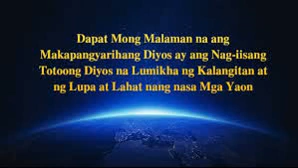 Dapat Mong Malaman na ang
Makapangyarihang Diyos ay ang Nag-iisang
Totoong Diyos na Lumikha ng Kalangitan at
ng Lupa at Lahat nang nasa Mga Yaon